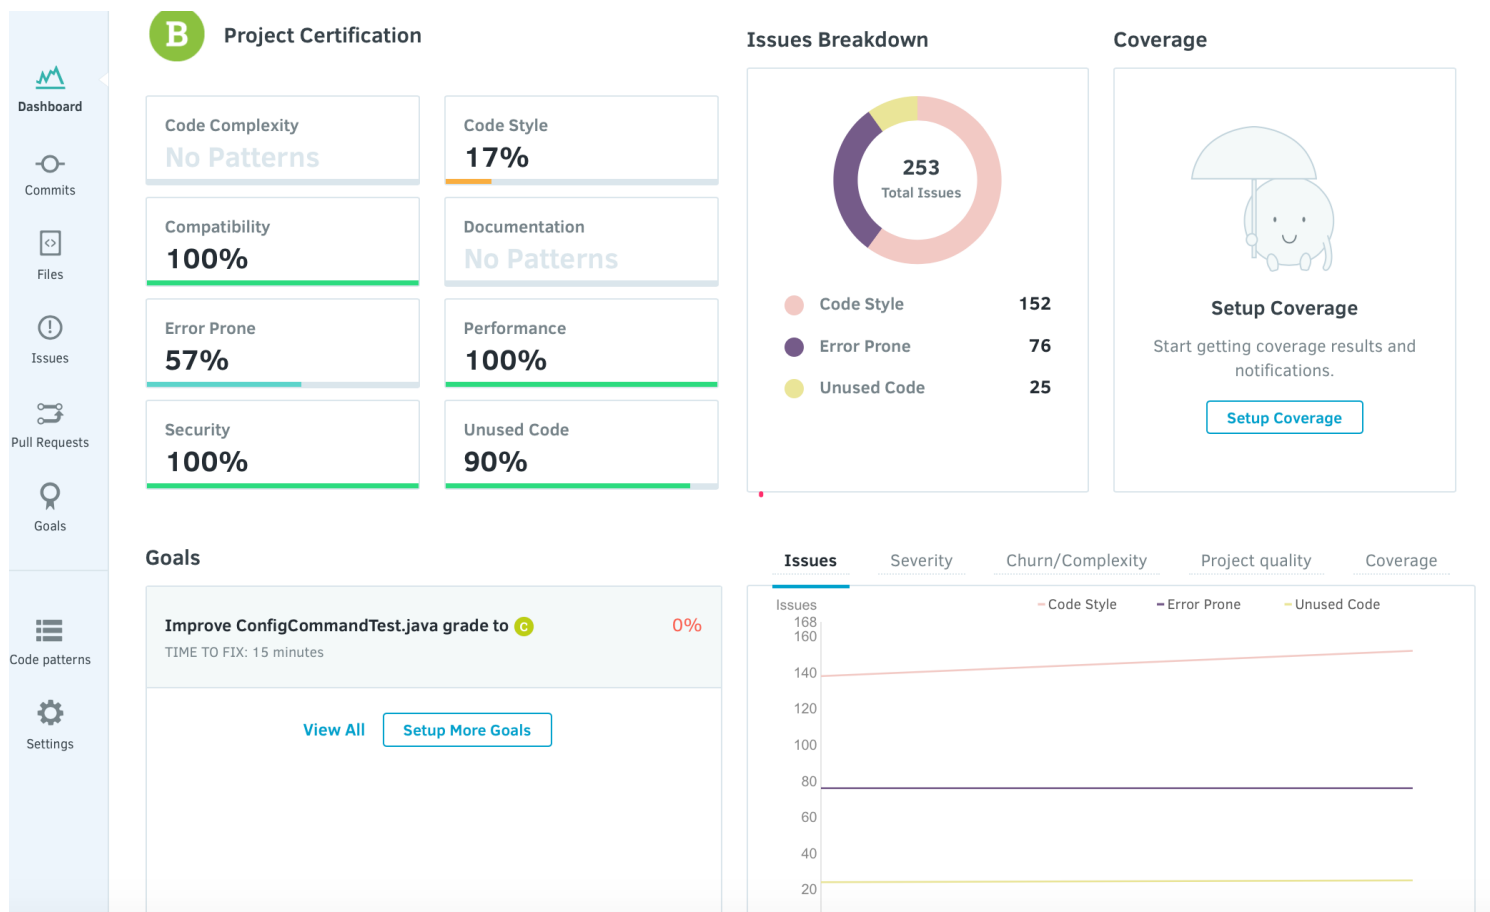 B Project Certification
Issues Breakdown
Coverage
Dashboard
Commits
Files
Issues
Pull Requests
Goals
Code patterns
Settings
Code Complexity
No Patterns
Code Style
17%
Compatibility
100%
Documentation
No Patterns
Error Prone
57%
Performance
100%
Security
100%
Unused Code
90%
253
Total Issues
Code Style 152
Error Prone 76
Unused Code 25
Setup Coverage
Start getting coverage results and
notifications.
Setup Coverage
Goals
Improve ConfigCommandTest.java grade to C 0%
TIME TO FIX: 15 minutes
View All Setup More Goals
Issues Severity Churn/Complexity Project quality Coverage
Issues
Code Style Error Prone Unused Code
168
160
140
120
100
80
60
40
20